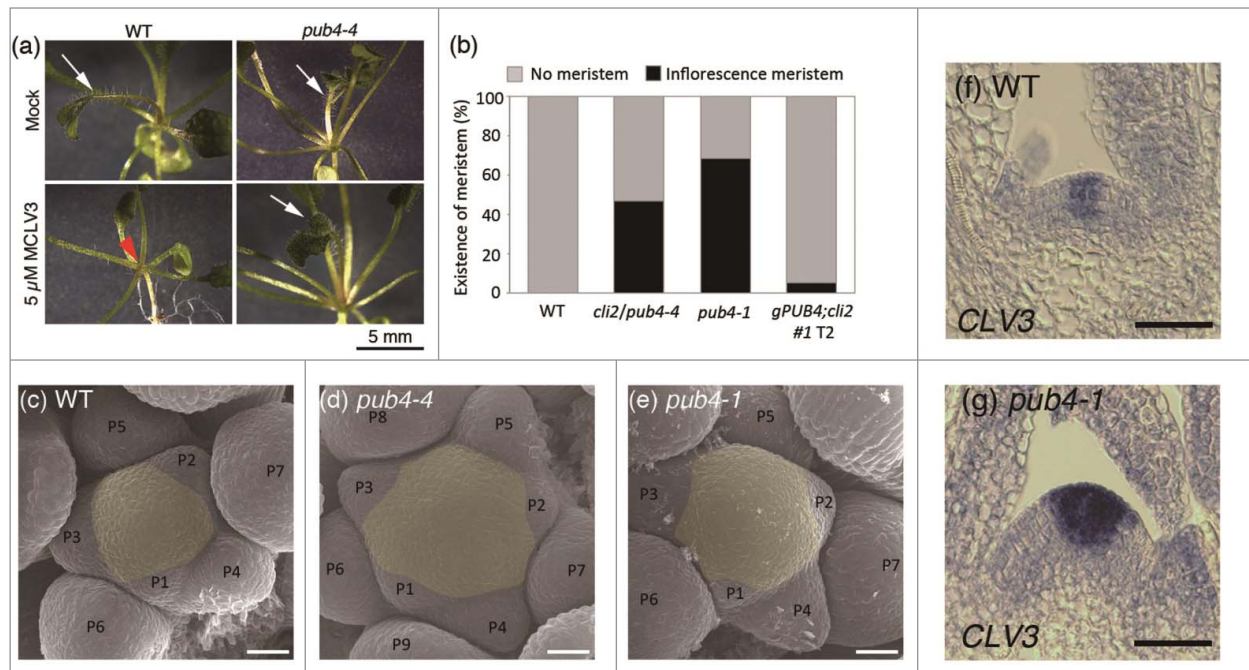 (a)
WT
pub4-4
Mock
5 µM MCLV3
5 mm
(b)
No meristem
Inflorescence meristem
Existence of meristem (%)
100
80
60
40
20
0
WT
cli2/pub4-4
pub4-1
gPUB4;cli2
#1 T2
(f) WT
CLV3
(c) WT
P5
P2
P7
P3
P1
P4
P6
(d) pub4-4
P8
P5
P3
P2
P6
P7
P1
P4
P9
(e) pub4-1
P5
P3
P2
P7
P1
P4
P6
(g) pub4-1
CLV3